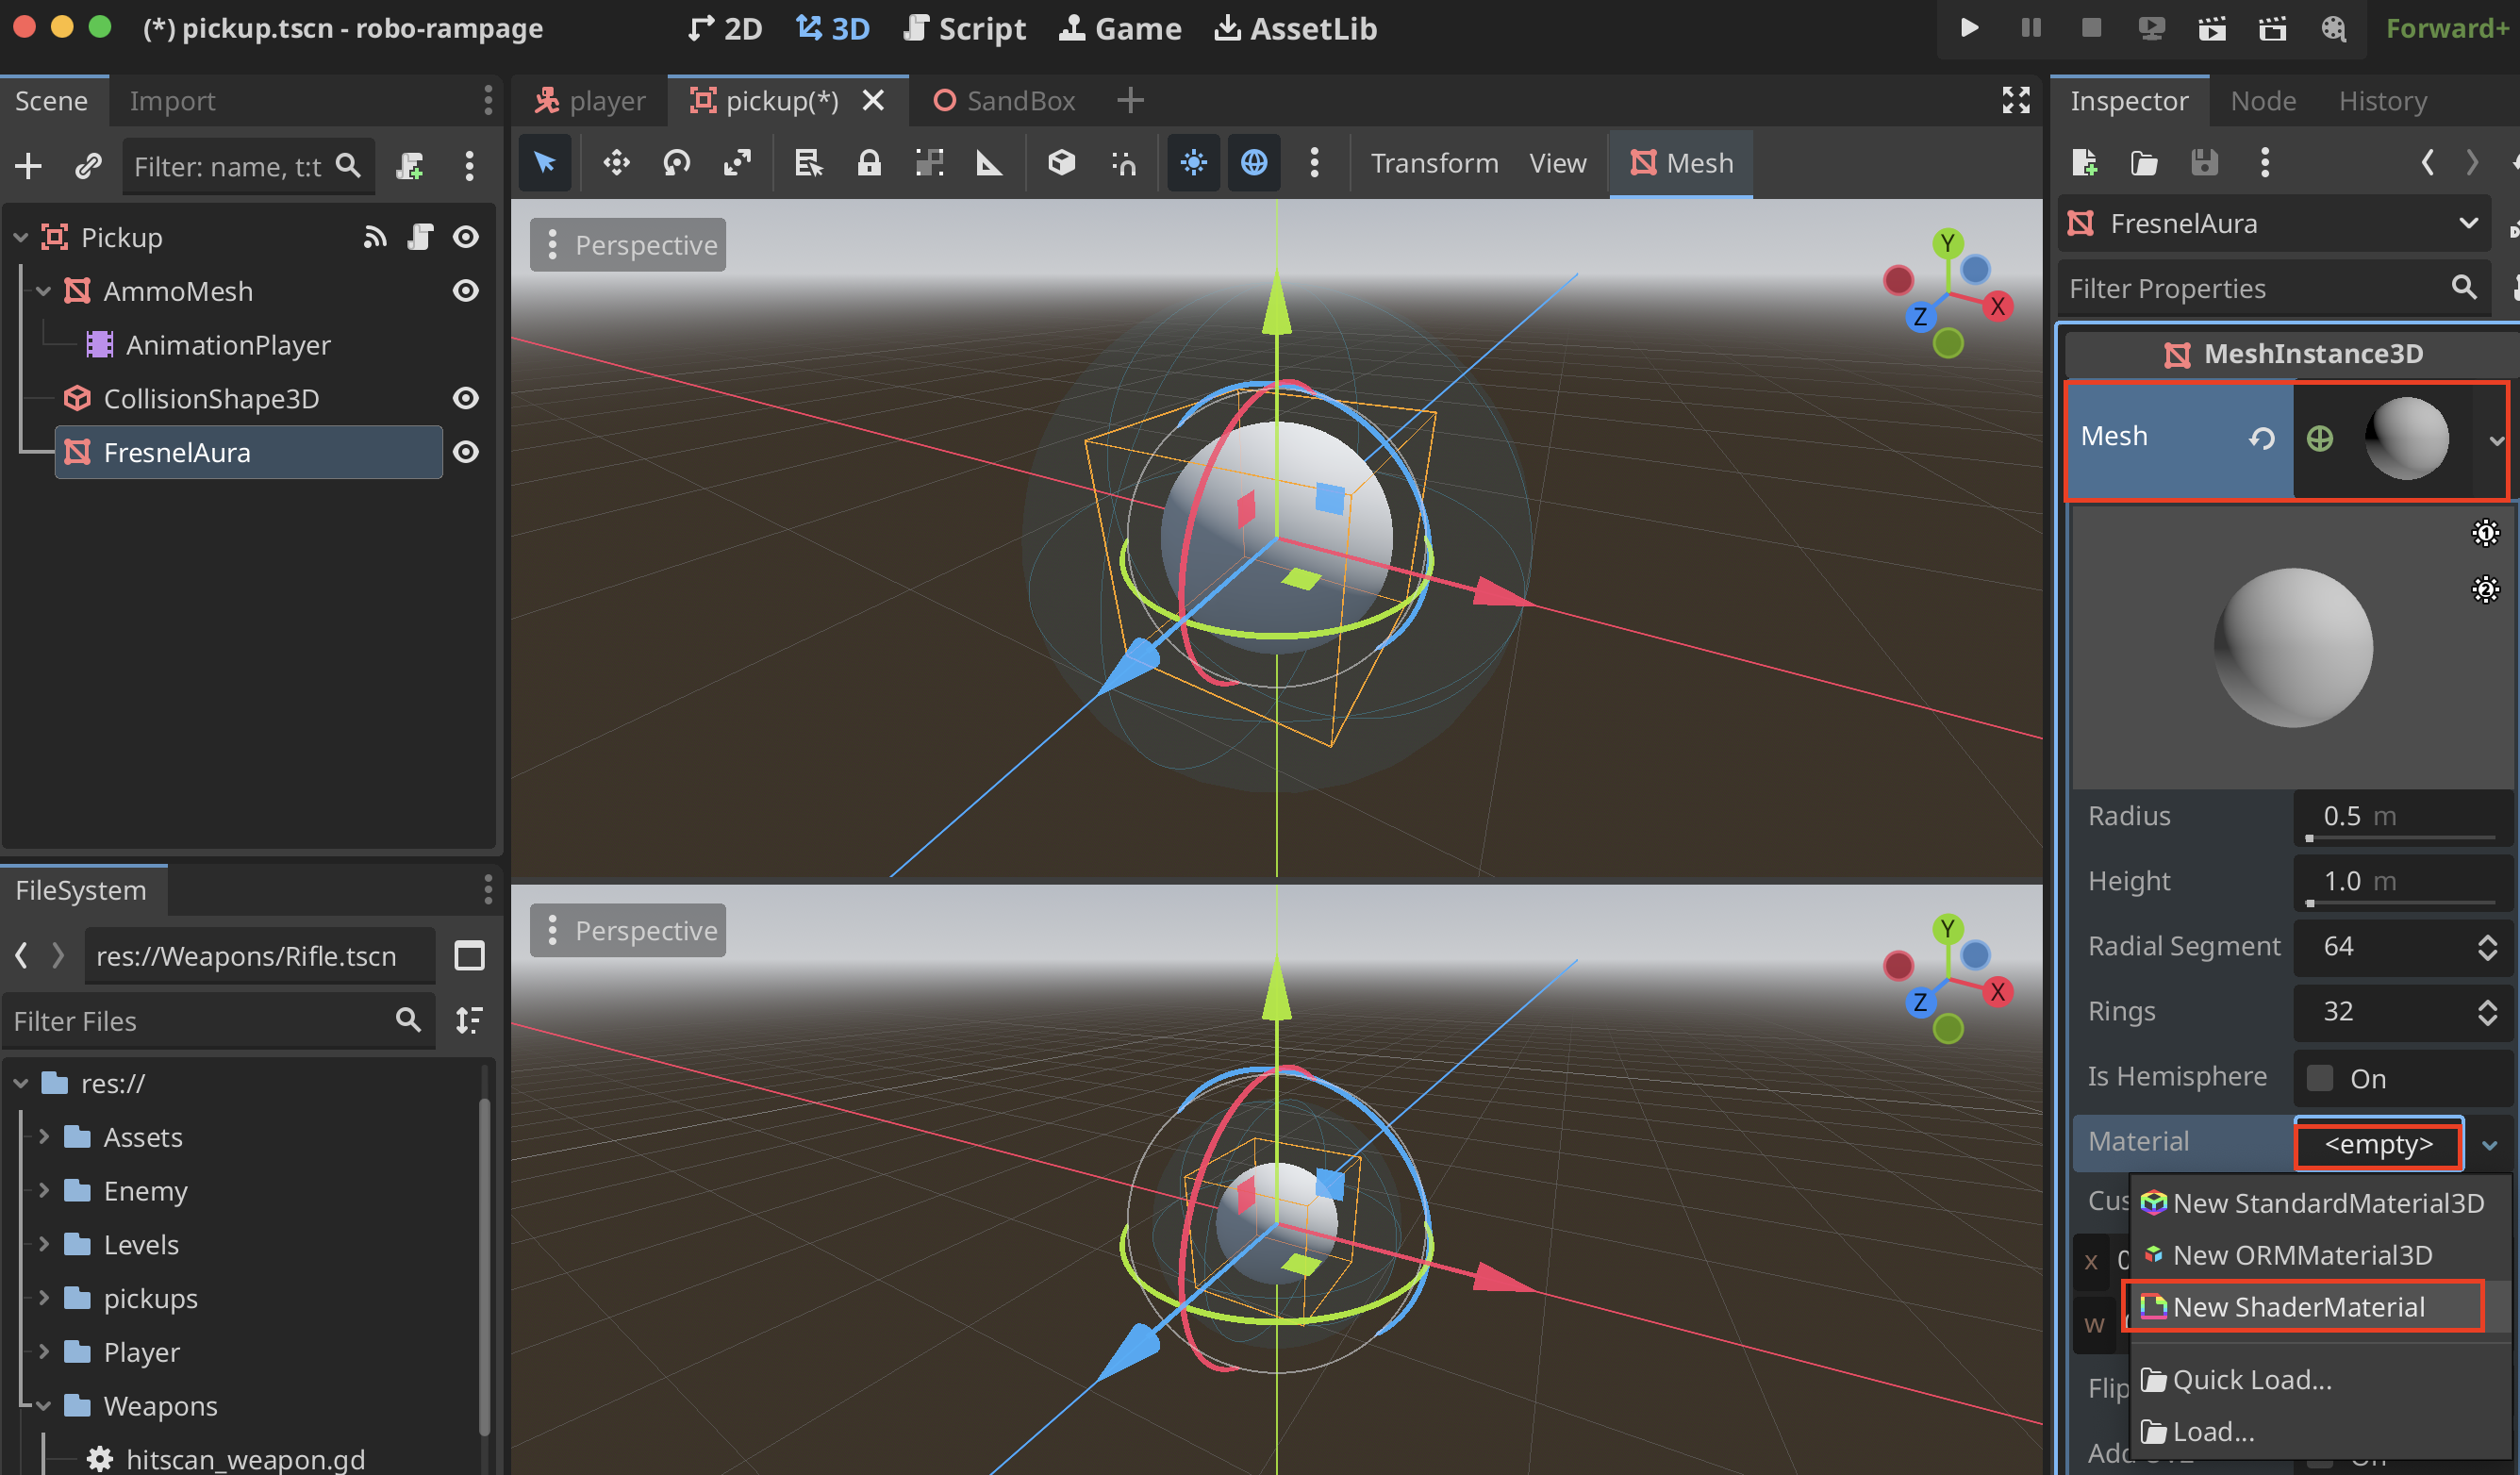 (*) pickup.tscn - robo-rampage
2D
3D
Script
Game
AssetLib
Forward+
Scene
Import
Filter: name, t:t
Pickup
AmmoMesh
AnimationPlayer
CollisionShape3D
FresnelAura
FileSystem
res://Weapons/Rifle.tscn
Filter Files
res://
Assets
Enemy
Levels
pickups
Player
Weapons
hitscan_weapon.gd
player
pickup(*)
SandBox
Transform
View
Mesh
Perspective
Y
X
Z
Perspective
Y
X
Z
Inspector
Node
History
FresnelAura
Filter Properties
MeshInstance3D
Mesh
1
2
Radius
0.5 m
Height
1.0 m
Radial Segment
64
Rings
32
Is Hemisphere
On
Material
<empty>
New StandardMaterial3D
x
New ORMMaterial3D
New ShaderMaterial
w
Quick Load...
Flip
Load...